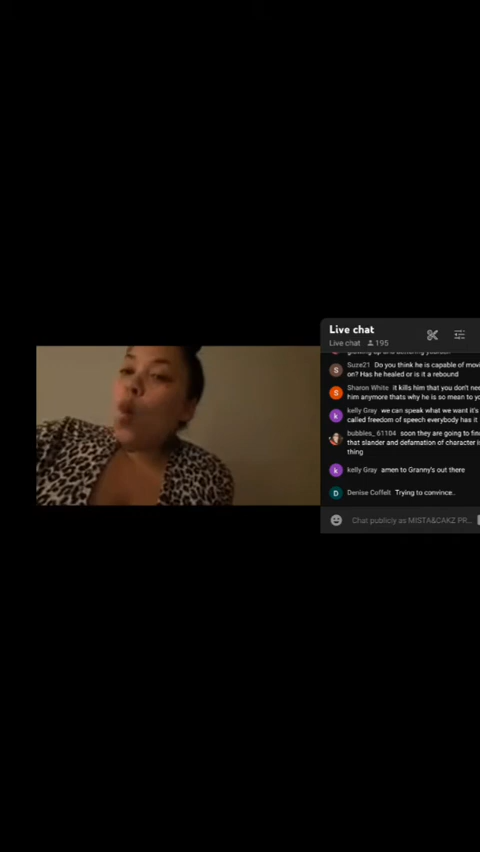 Live chat
Live chat 195
Suze21 Do you think he is capable of movi
on? Has he healed or is it a rebound
Sharon White It kills him that you don't nee
him anymore thats why he is so mean to yo
kelly Gray we can speak what we want it's
called freedom of speech everybody has it
bubbles_61104 soon they are going to fin
that slander and defamation of character is
thing
kelly Gray amen to Granny's out there
Denise Coffelt Trying to convince..
Chat publicly as MISTA&CAKZ PR...